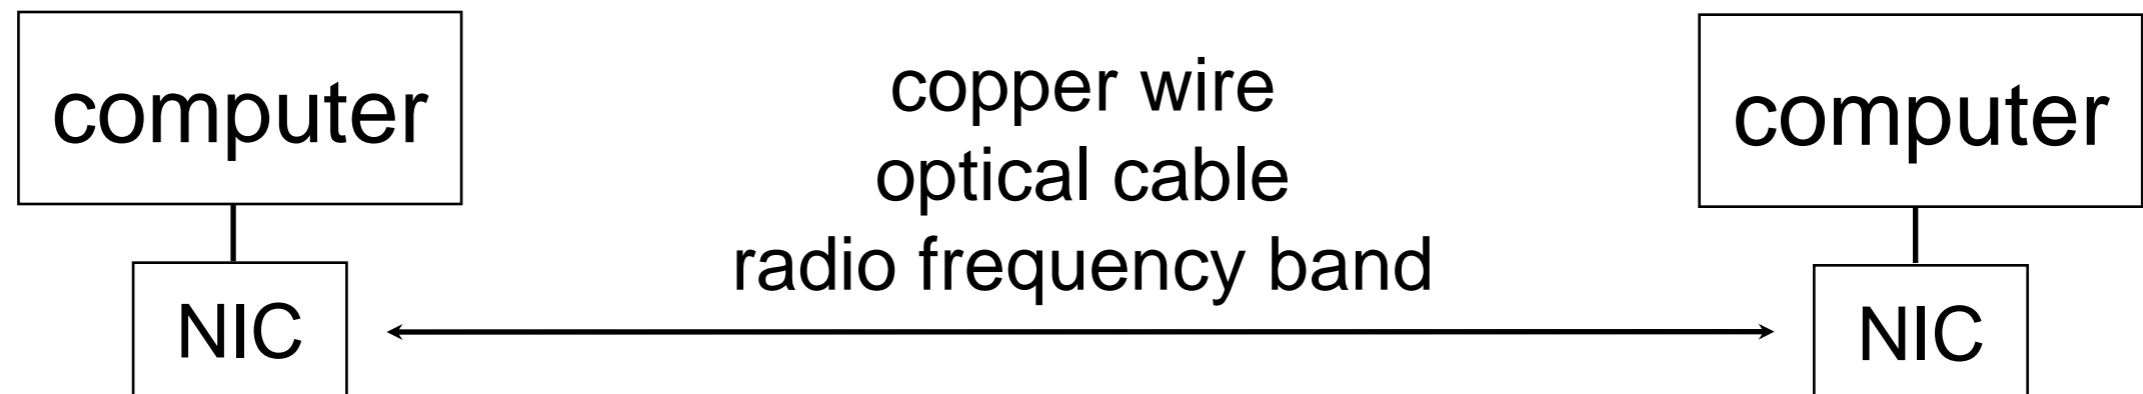 computer
copper wire
optical cable
radio frequency band
computer
NIC
NIC